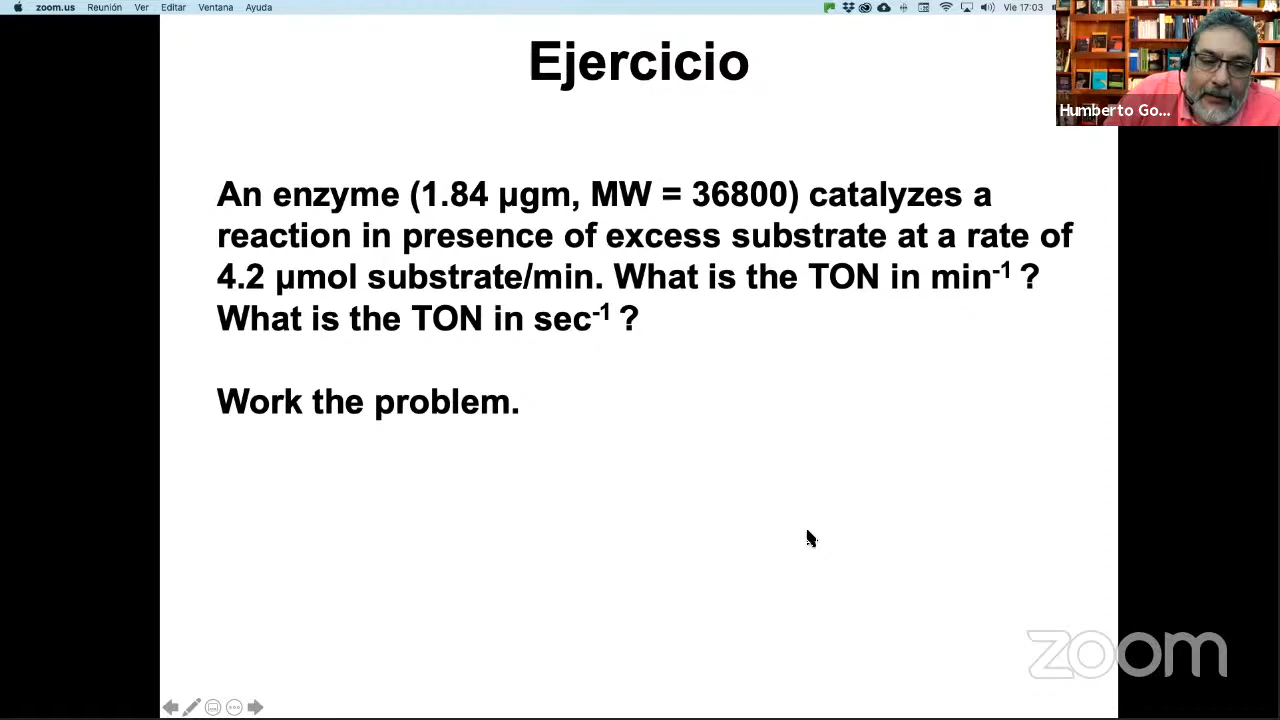 zoom.us Reunión Ver Editar Ventana Ayuda Vie 17:03
Ejercicio
Humberto Go...
An enzyme (1.84 μgm, MW = 36800) catalyzes a
reaction in presence of excess substrate at a rate of
4.2 μmol substrate/min. What is the TON in min⁻¹ ?
What is the TON in sec⁻¹ ?
Work the problem.
zoom